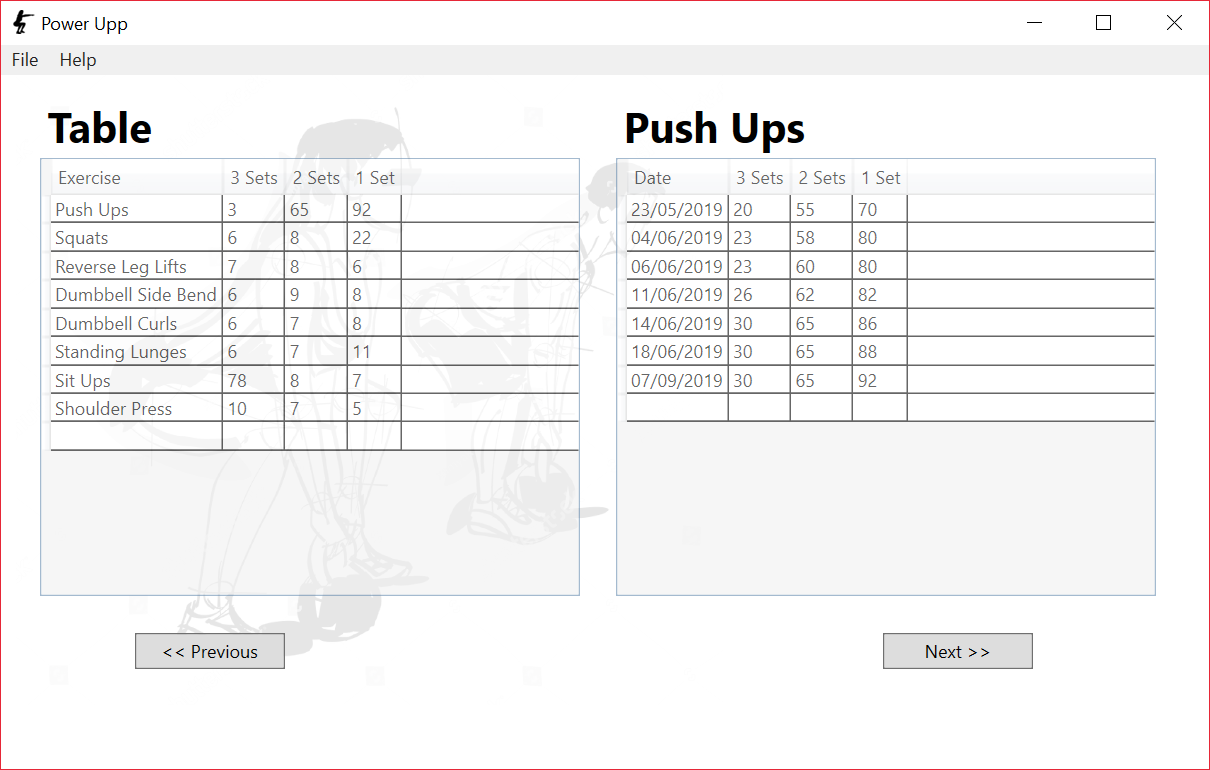 Power Upp
File Help
Table
Exercise 3 Sets 2 Sets 1 Set
Push Ups 3 65 92
Squats 6 8 22
Reverse Leg Lifts 7 8 6
Dumbbell Side Bend 6 9 8
Dumbbell Curls 6 7 8
Standing Lunges 6 7 11
Sit Ups 78 8 7
Shoulder Press 10 7 5
Push Ups
Date 3 Sets 2 Sets 1 Set
23/05/2019 20 55 70
04/06/2019 23 58 80
06/06/2019 23 60 80
11/06/2019 26 62 82
14/06/2019 30 65 86
18/06/2019 30 65 88
07/09/2019 30 65 92
<< Previous
Next >>